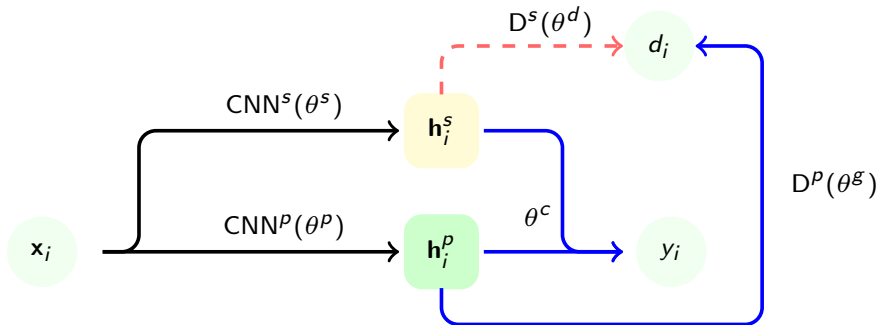 D^s(θ^d)
d_i
CNN^s(θ^s)
h_i^s
D^p(θ^g)
CNN^p(θ^p)
θ^c
x_i
h_i^p
y_i